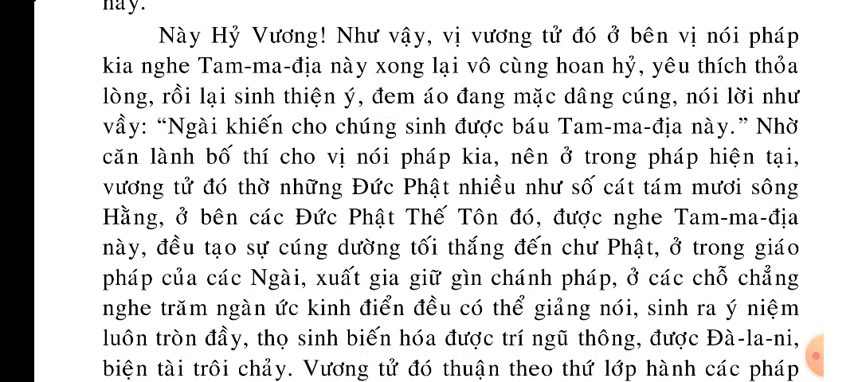 này.
Này Hỷ Vương! Như vậy, vị vương tử đó ở bên vị nói pháp
kia nghe Tam-ma-địa này xong lại vô cùng hoan hỷ, yêu thích thỏa
lòng, rồi lại sinh thiện ý, đem áo đang mặc dâng cúng, nói lời như
vầy: “Ngài khiến cho chúng sinh được báu Tam-ma-địa này.” Nhờ
căn lành bố thí cho vị nói pháp kia, nên ở trong pháp hiện tại,
vương tử đó thờ những Đức Phật nhiều như số cát tám mươi sông
Hằng, ở bên các Đức Phật Thế Tôn đó, được nghe Tam-ma-địa
này, đều tạo sự cúng dường tối thắng đến chư Phật, ở trong giáo
pháp của các Ngài, xuất gia giữ gìn chánh pháp, ở các chỗ chẳng
nghe trăm ngàn ức kinh điển đều có thể giảng nói, sinh ra ý niệm
luôn tròn đầy, thọ sinh biến hóa được trí ngũ thông, được Đà-la-ni,
biện tài trôi chảy. Vương tử đó thuận theo thứ lớp hành các pháp